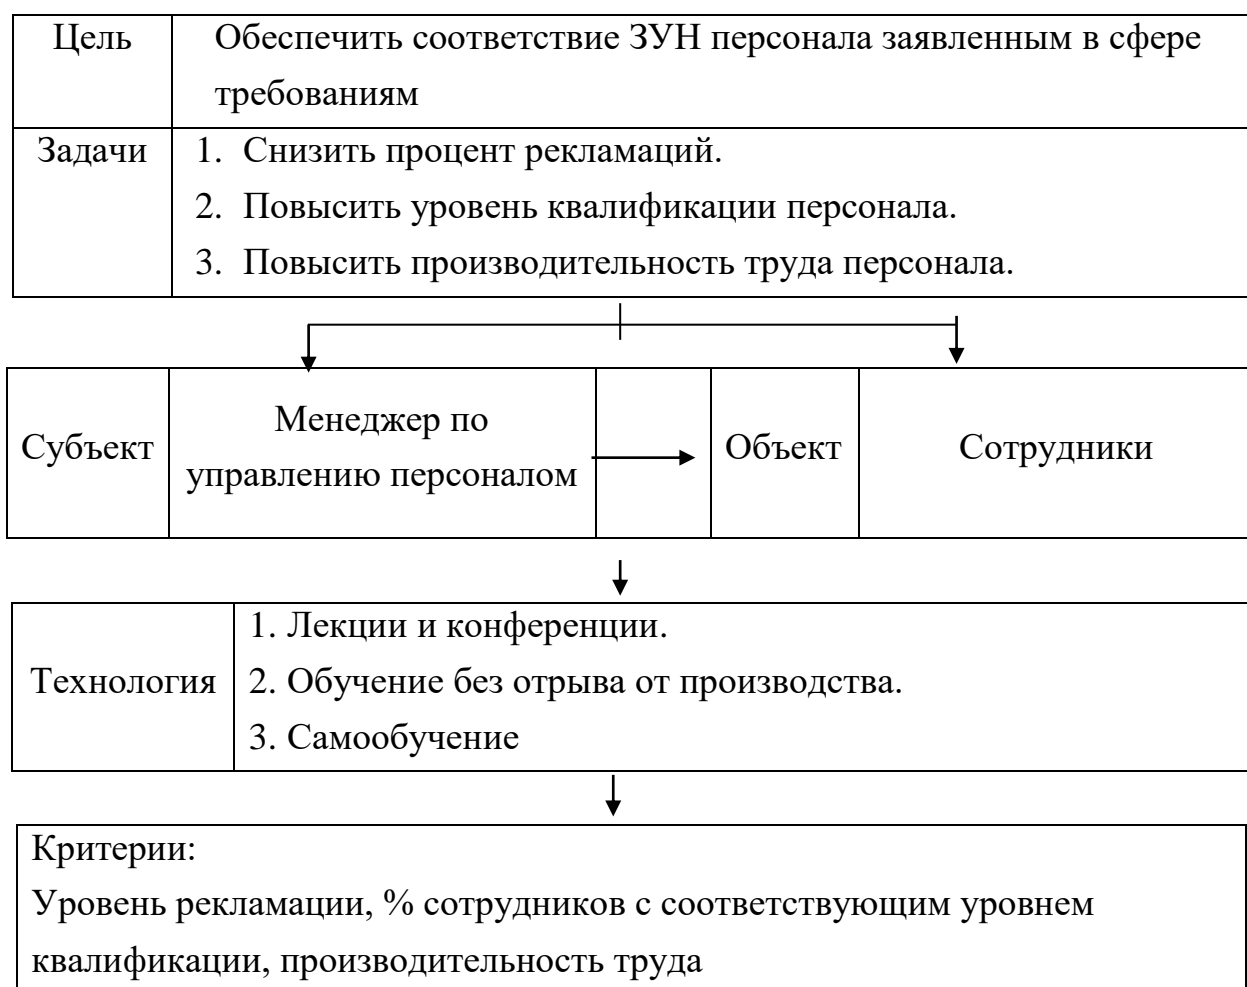 Цель
Обеспечить соответствие ЗУН персонала заявленным в сфере
требованиям
Задачи
1. Снизить процент рекламаций.
2. Повысить уровень квалификации персонала.
3. Повысить производительность труда персонала.
Субъект
Менеджер по
управлению персоналом
Объект
Сотрудники
Технология
1. Лекции и конференции.
2. Обучение без отрыва от производства.
3. Самообучение
Критерии:
Уровень рекламации, % сотрудников с соответствующим уровнем
квалификации, производительность труда